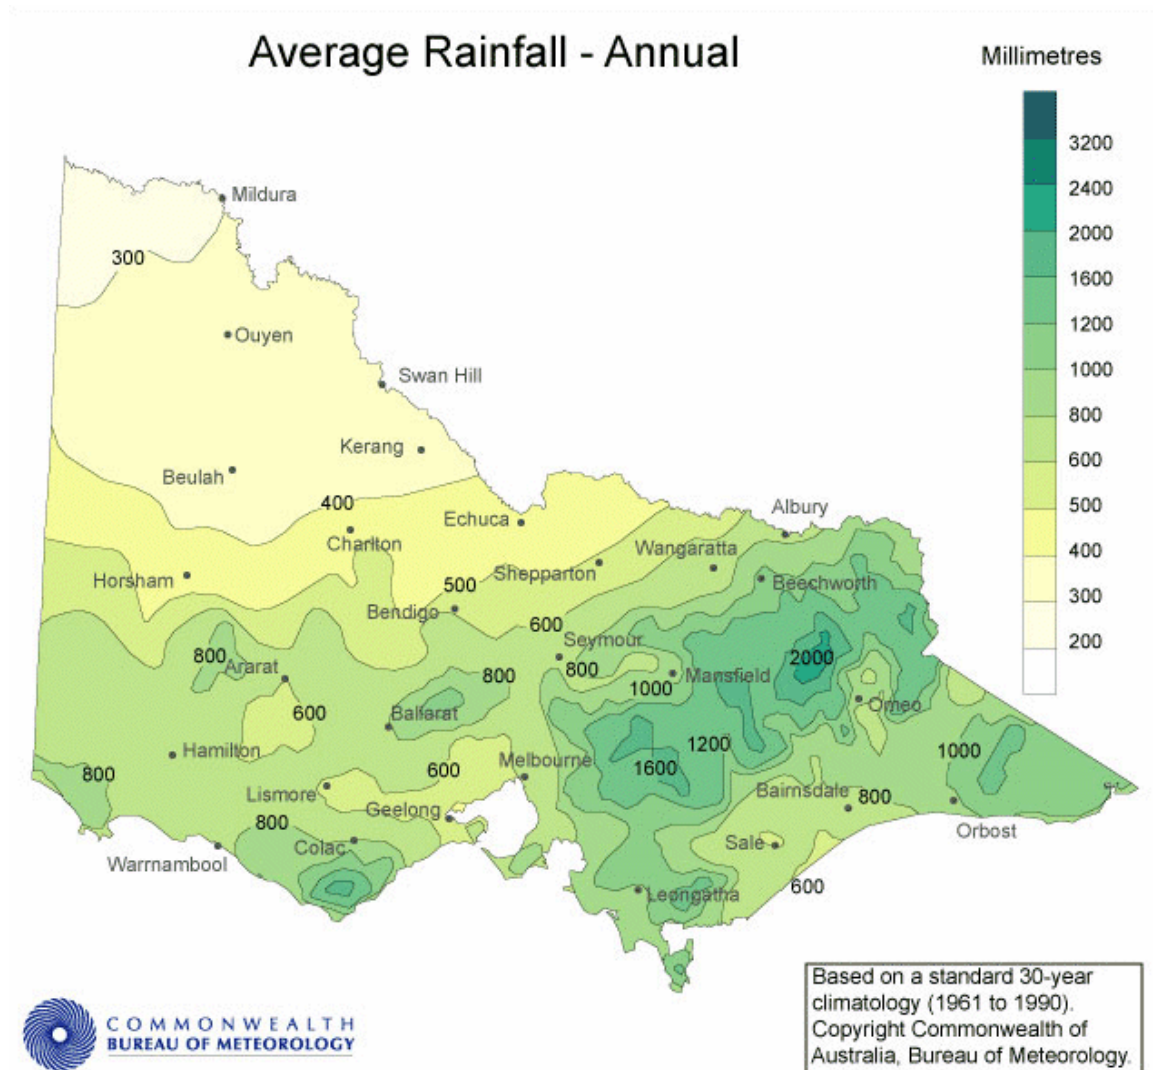 Average Rainfall - Annual
Millimetres
3200
2400
2000
1600
1200
1000
800
600
500
400
300
200
Mildura
300
Ouyen
Swan Hill
Kerang
Beulah
400
Echuca
Albury
Charlton
Wangaratta
Horsham
Shepparton
Beechworth
500
Bendigo
600
Seymour
800
Ararat
800
800
2000
Mansfield
1000
Omeo
600
Ballarat
1200
Hamilton
1000
Melbourne
800
600
1600
Lismore
Bairnsdale
800
Geelong
800
Orbost
Colac
Sale
Warrnambool
600
Leongatha
Based on a standard 30-year
climatology (1961 to 1990).
Copyright Commonwealth of
Australia, Bureau of Meteorology.
COMMONWEALTH
BUREAU OF METEOROLOGY